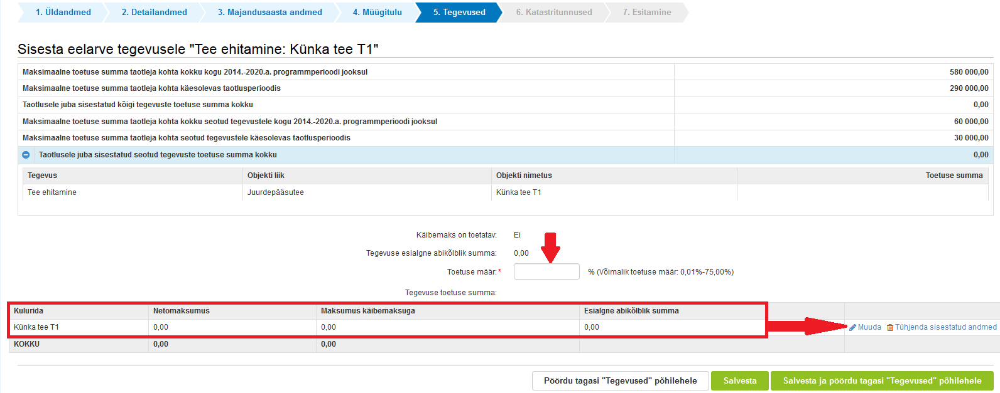 1. Üldandmed 2. Detailandmed 3. Majandusaasta andmed 4. Müügitulu 5. Tegevused 6. Katastritunnused 7. Esitamine
Sisesta eelarve tegevusele "Tee ehitamine: Künka tee T1"
Maksimaalne toetuse summa taotleja kohta kokku kogu 2014.-2020.a. programmperioodi jooksul 580 000,00
Maksimaalne toetuse summa taotleja kohta käesolevas taotlusperioodis 290 000,00
Taotlusele juba sisestatud kõigi tegevuste toetuse summa kokku 0,00
Maksimaalne toetuse summa taotleja kohta kokku seotud tegevustele kogu 2014.-2020.a. programmperioodi jooksul 60 000,00
Maksimaalne toetuse summa taotleja kohta seotud tegevustele käesolevas taotlusperioodis 30 000,00
Taotlusele juba sisestatud seotud tegevuste toetuse summa kokku 0,00
Tegevus Objekti liik Objekti nimetus Toetuse summa
Tee ehitamine Juurdepääsutee Künka tee T1
Käibemaks on toetatav: Ei
Tegevuse esialgne abikõlblik summa: 0,00
Toetuse määr:* % (Võimalik toetuse määr: 0,01%-75,00%)
Tegevuse toetuse summa:
Kulurida Netomaksumus Maksumus käibemaksuga Esialgne abikõlblik summa
Künka tee T1 0,00 0,00 0,00 Muuda Tühjenda sisestatud andmed
KOKKU 0,00 0,00
Pöördu tagasi "Tegevused" põhilehele Salvesta Salvesta ja pöördu tagasi "Tegevused" põhilehele